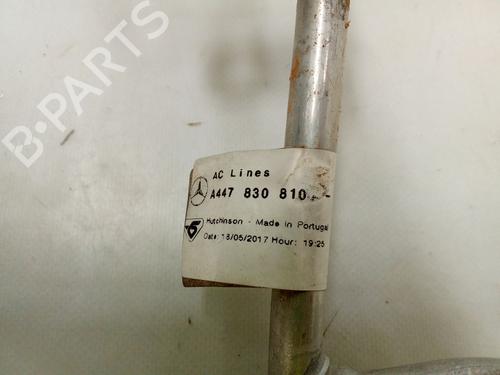 B-PARTS
AC Lines
A447 830 810
Hutchinson - Made in Portugal
Date: 18/05/2017 Hour: 19:25